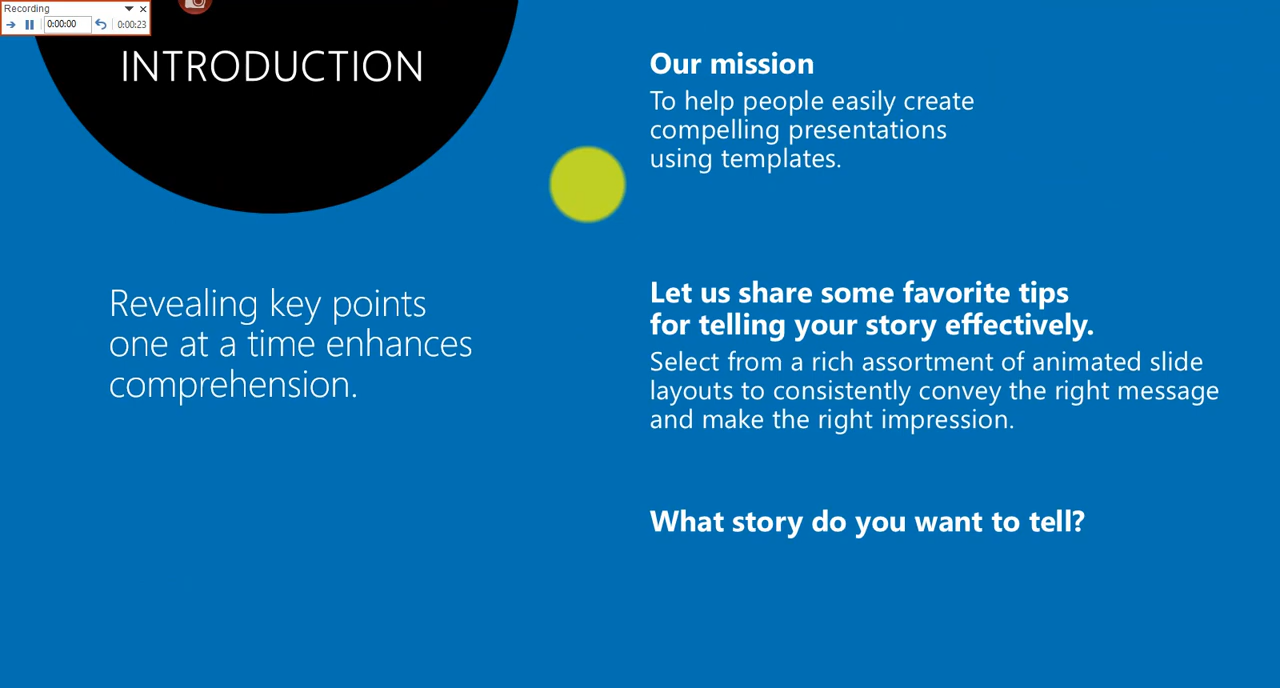 Recording
0:00:00
0:00:23
INTRODUCTION
Revealing key points
one at a time enhances
comprehension.
Our mission
To help people easily create
compelling presentations
using templates.
Let us share some favorite tips
for telling your story effectively.
Select from a rich assortment of animated slide
layouts to consistently convey the right message
and make the right impression.
What story do you want to tell?